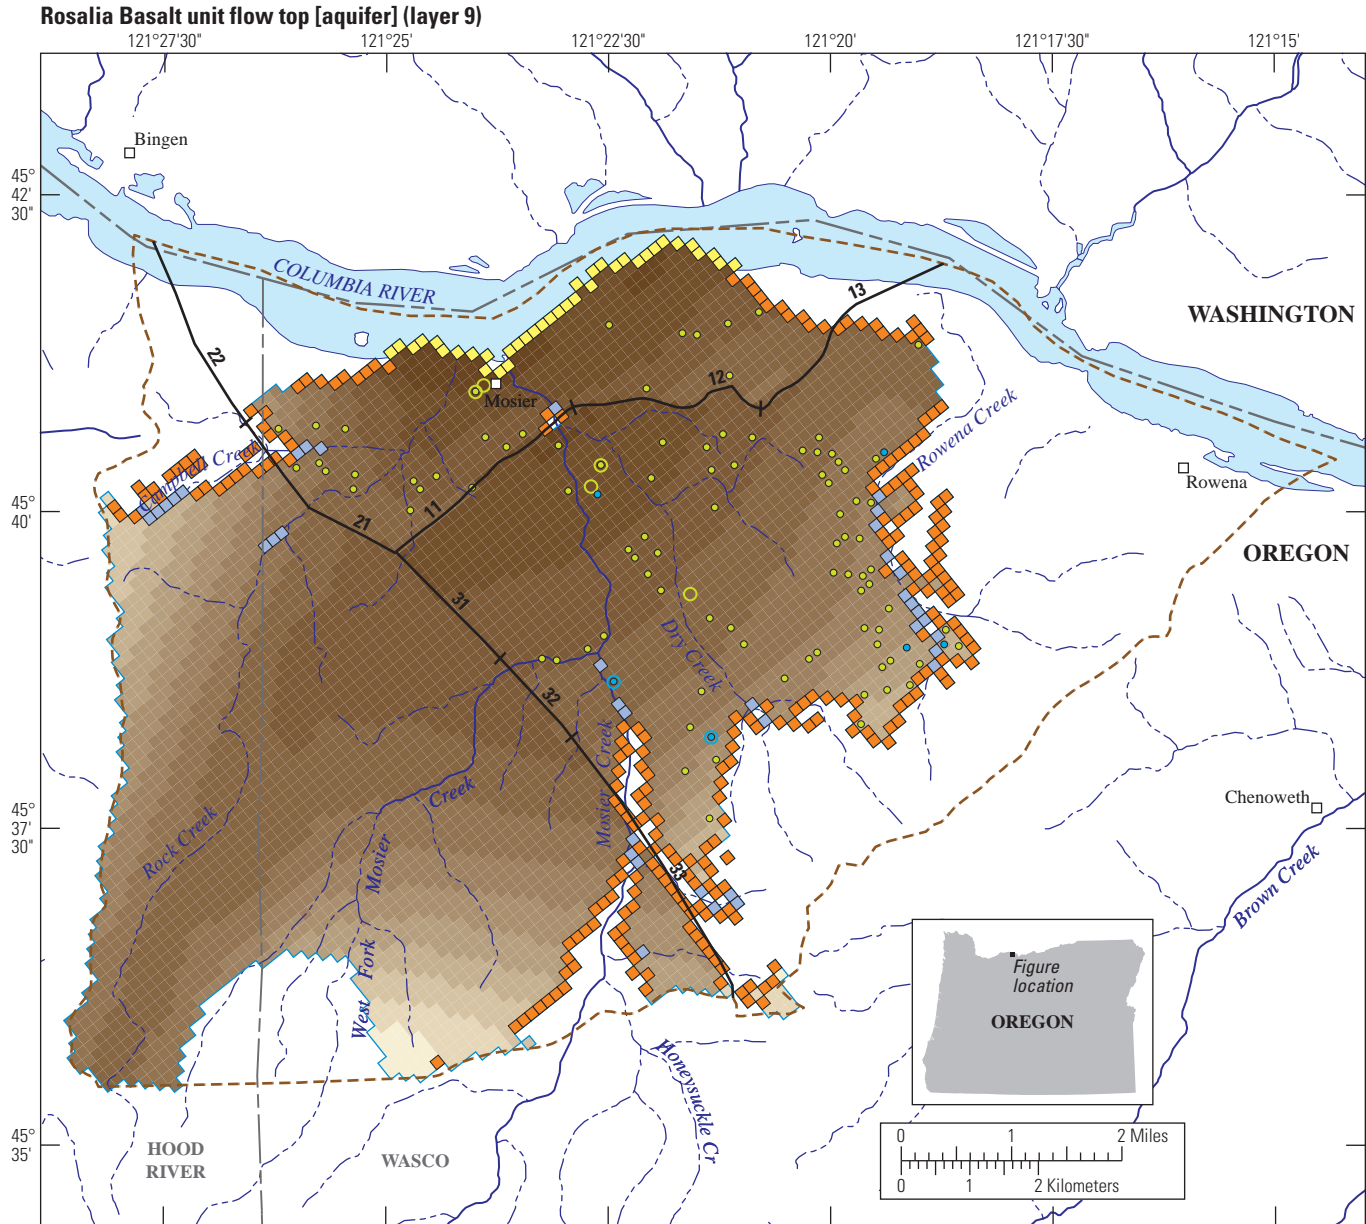 Rosalia Basalt unit flow top [aquifer] (layer 9)
121°27'30"
121°25'
121°22'30"
121°20'
121°17'30"
121°15'
45°
42'
30"
Bingen
COLUMBIA RIVER
WASHINGTON
22
13
12
Mosier
Rowena Creek
Campbell Creek
Rowena
45°
40'
21
11
OREGON
31
Dry Creek
32
Mosier Creek
Creek
Mosier
West Fork
Rock Creek
Chenoweth
45°
37'
30"
33
Brown Creek
Figure
location
OREGON
Honeysuckle Cr
45°
35'
HOOD
RIVER
WASCO
0
1
2 Miles
0
1
2 Kilometers